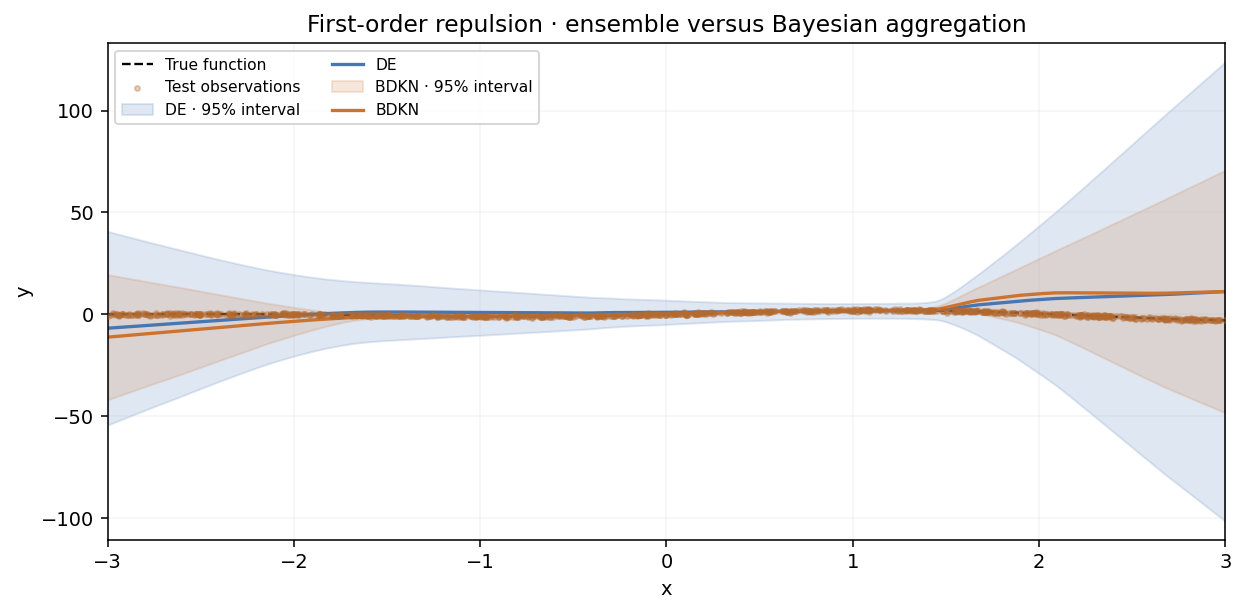 First-order repulsion · ensemble versus Bayesian aggregation
True function
Test observations
DE · 95% interval
DE
BDKN · 95% interval
BDKN
y
100
50
0
−50
−100
−3
−2
−1
0
1
2
3
x